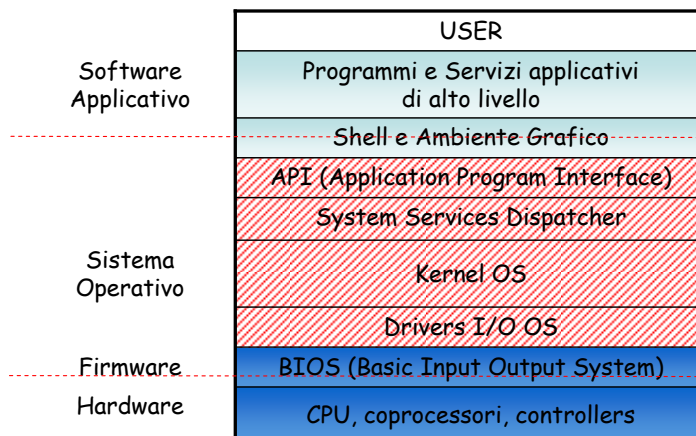 USER
Software
Applicativo
Programmi e Servizi applicativi
di alto livello
Shell e Ambiente Grafico
API (Application Program Interface)
System Services Dispatcher
Sistema
Operativo
Kernel OS
Drivers I/O OS
Firmware
BIOS (Basic Input Output System)
Hardware
CPU, coprocessori, controllers